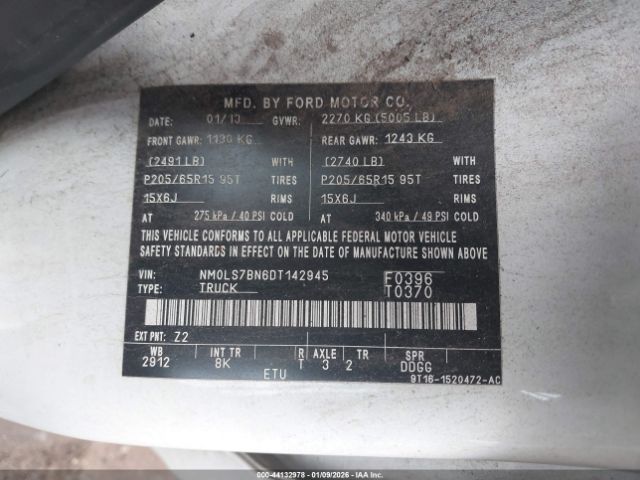 MFD. BY FORD MOTOR CO.
DATE: 01/13 GVWR: 2270 KG (5005 LB)
FRONT GAWR: 1130 KG REAR GAWR: 1243 KG
(2491 LB) WITH (2740 LB) WITH
P205/65R15 95T TIRES P205/65R15 95T TIRES
15X6J RIMS 15X6J RIMS
AT 275 kPa / 40 PSI COLD AT 340 kPa / 49 PSI COLD
THIS VEHICLE CONFORMS TO ALL APPLICABLE FEDERAL MOTOR VEHICLE
SAFETY STANDARDS IN EFFECT ON THE DATE OF MANUFACTURE SHOWN ABOVE
VIN: NM0LS7BN6DT142945 F0396
TYPE: TRUCK T0370
EXT PNT: Z2
WB INT TR R AXLE TR SPR
2912 8K T 3 2 DDGG
ETU 9T16-1520472-AC
000-44132978 - 01/09/2026 - IAA Inc.